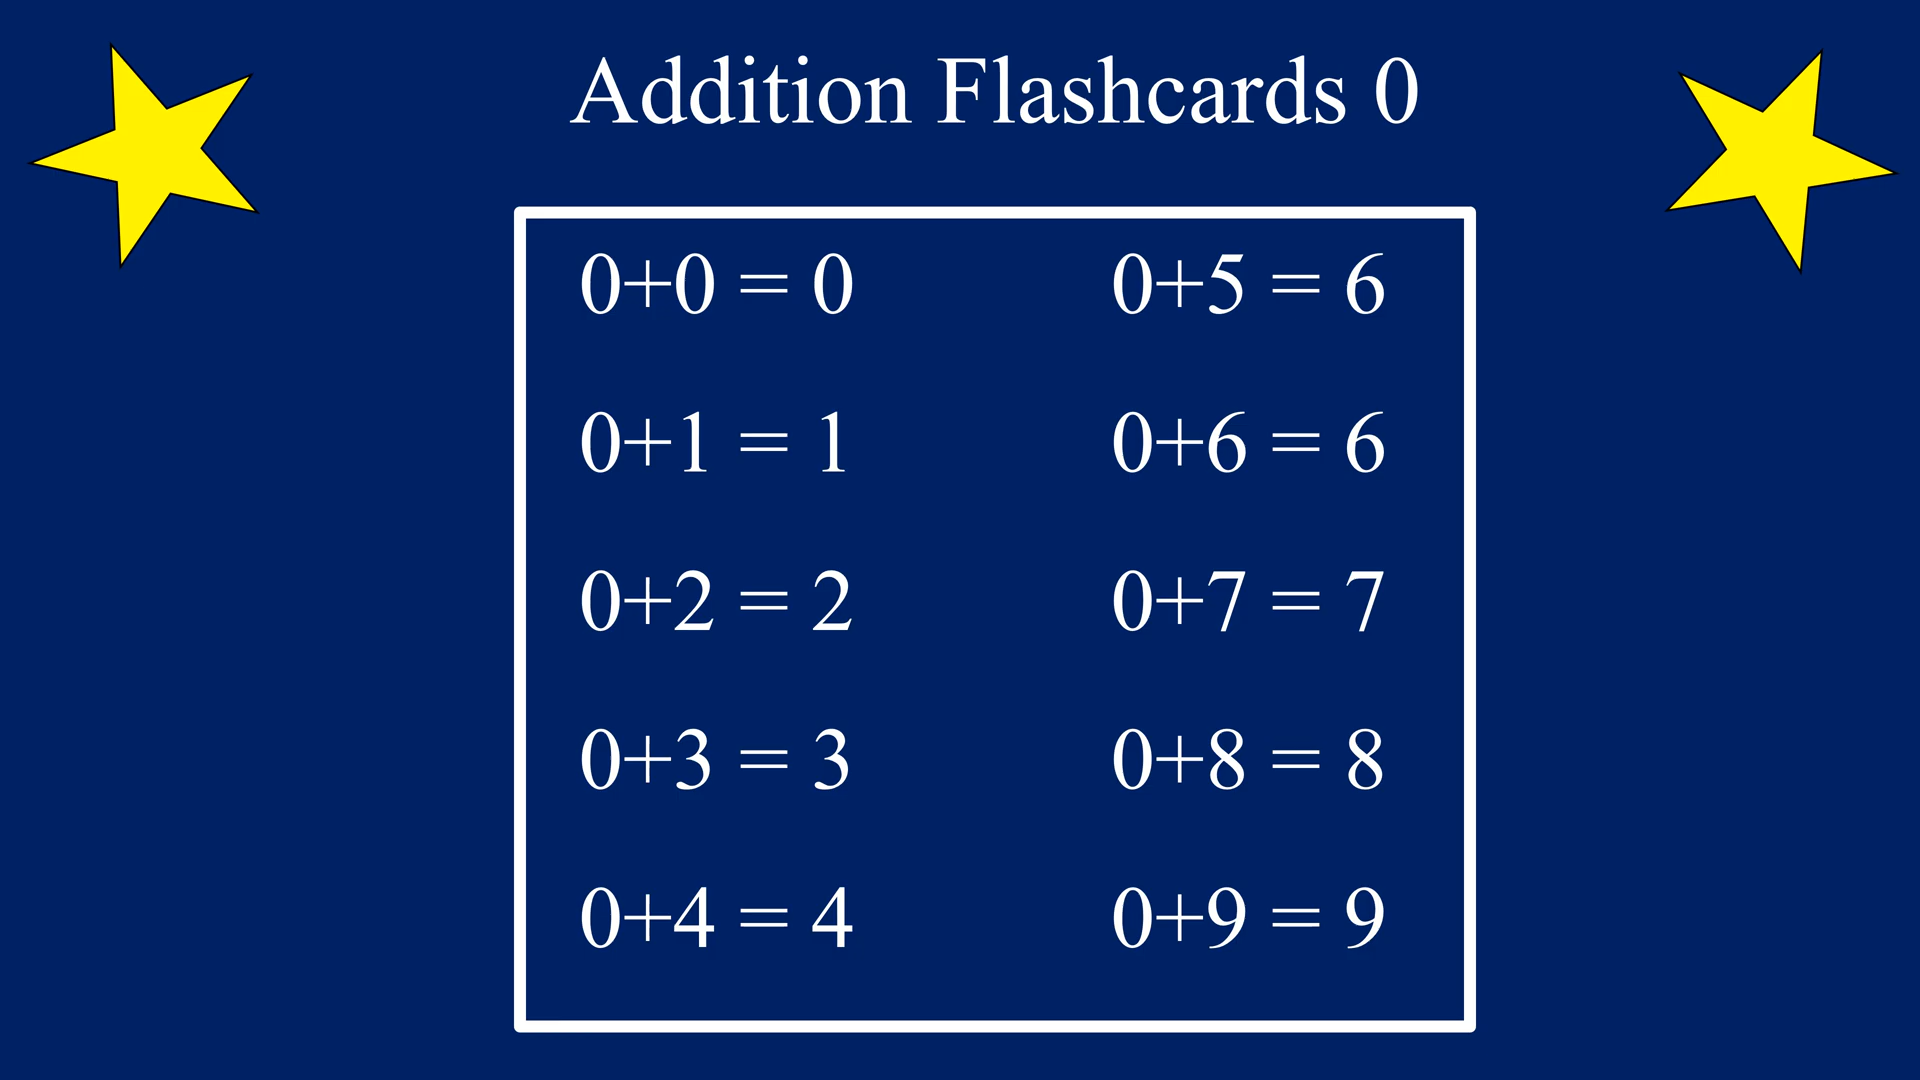 Addition Flashcards 0
0+0 = 0
0+1 = 1
0+2 = 2
0+3 = 3
0+4 = 4
0+5 = 6
0+6 = 6
0+7 = 7
0+8 = 8
0+9 = 9